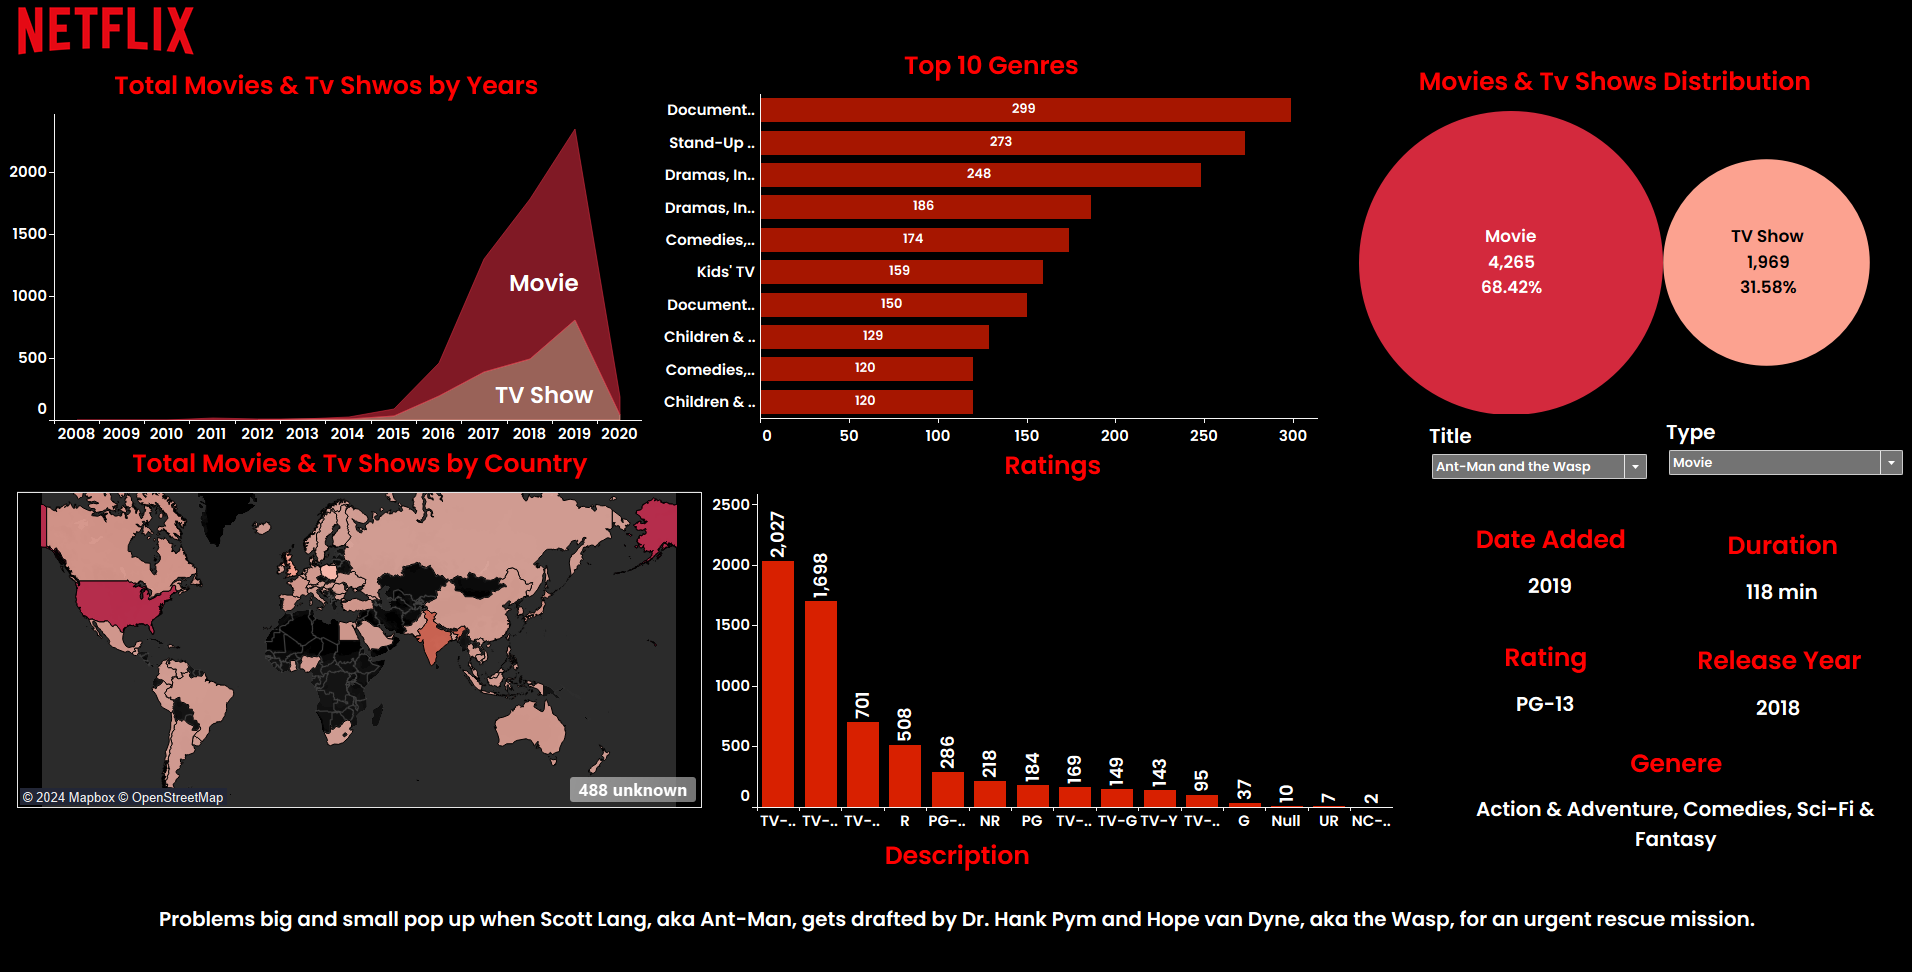 NETFLIX
Total Movies & Tv Shwos by Years
2000
1500
1000
500
0
Movie
TV Show
2008 2009 2010 2011 2012 2013 2014 2015 2016 2017 2018 2019 2020
Top 10 Genres
Document.. 299
Stand-Up .. 273
Dramas, In.. 248
Dramas, In.. 186
Comedies,.. 174
Kids' TV 159
Document.. 150
Children & .. 129
Comedies,.. 120
Children & .. 120
0 50 100 150 200 250 300
Movies & Tv Shows Distribution
Movie
4,265
68.42%
TV Show
1,969
31.58%
Title
Ant-Man and the Wasp
Type
Movie
Total Movies & Tv Shows by Country
488 unknown
© 2024 Mapbox © OpenStreetMap
Ratings
2500
2000
1500
1000
500
0
2,027 1,698 701 508 286 218 184 169 149 143 95 37 10 7 2
TV-.. TV-.. TV-.. R PG-.. NR PG TV-.. TV-G TV-Y TV-.. G Null UR NC-..
Date Added
2019
Duration
118 min
Rating
PG-13
Release Year
2018
Genere
Action & Adventure, Comedies, Sci-Fi &
Fantasy
Description
Problems big and small pop up when Scott Lang, aka Ant-Man, gets drafted by Dr. Hank Pym and Hope van Dyne, aka the Wasp, for an urgent rescue mission.